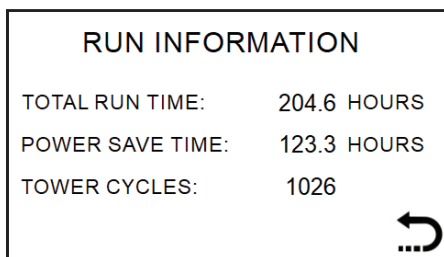 RUN INFORMATION
TOTAL RUN TIME: 204.6 HOURS
POWER SAVE TIME: 123.3 HOURS
TOWER CYCLES: 1026